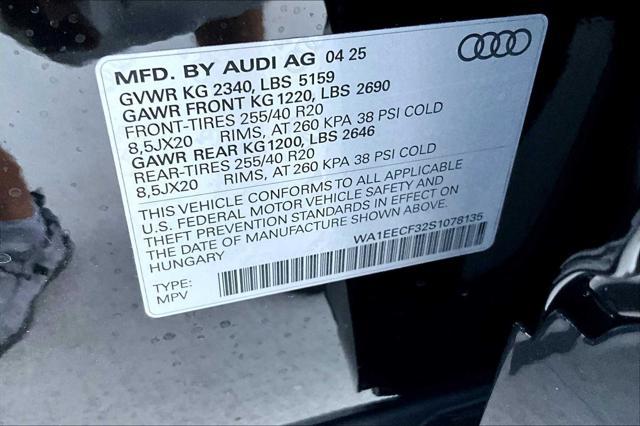 MFD. BY AUDI AG 04 25
GVWR KG 2340, LBS 5159
GAWR FRONT KG 1220, LBS 2690
FRONT-TIRES 255/40 R20
8,5JX20 RIMS, AT 260 KPA 38 PSI COLD
GAWR REAR KG1200, LBS 2646
REAR-TIRES 255/40 R20
8,5JX20 RIMS, AT 260 KPA 38 PSI COLD
THIS VEHICLE CONFORMS TO ALL APPLICABLE
U.S. FEDERAL MOTOR VEHICLE SAFETY AND
THEFT PREVENTION STANDARDS IN EFFECT ON
THE DATE OF MANUFACTURE SHOWN ABOVE.
HUNGARY WA1EECF32S1078135
TYPE:
MPV